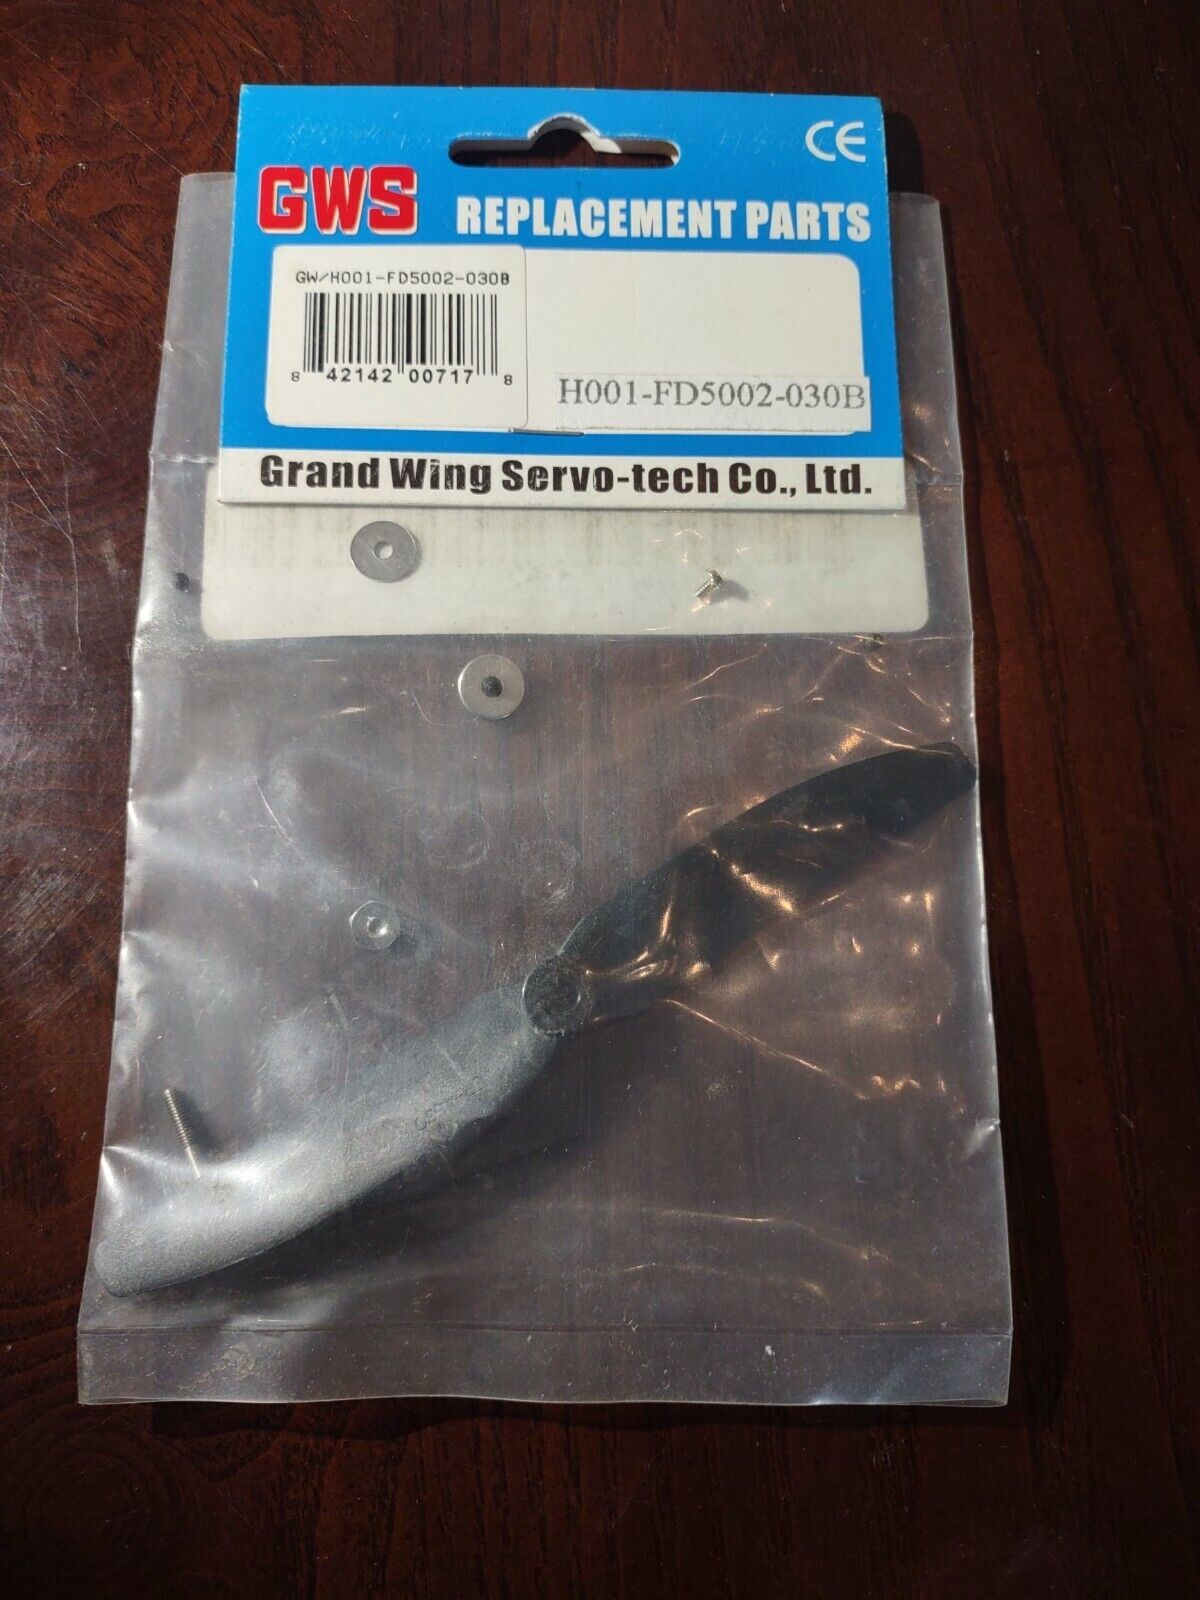 CE
GWS REPLACEMENT PARTS
GW/H001-FD5002-030B
8 42142 00717 8
H001-FD5002-030B
Grand Wing Servo-tech Co., Ltd.